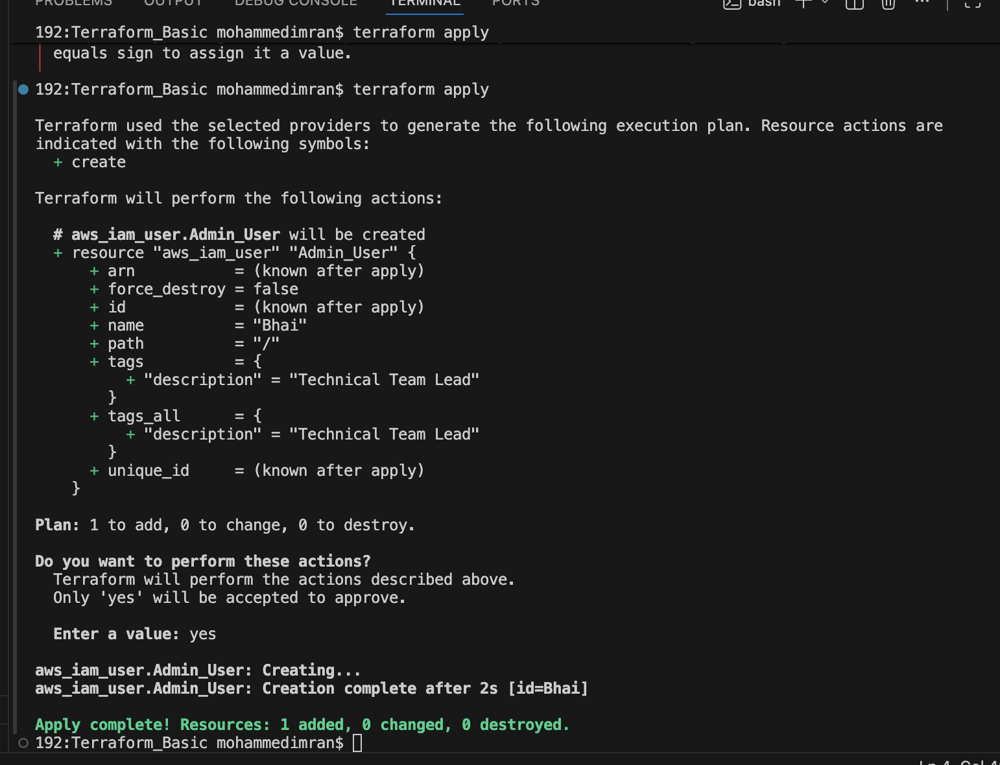 PROBLEMS OUTPUT DEBUG CONSOLE TERMINAL PORTS bash
192:Terraform_Basic mohammedimran$ terraform apply
equals sign to assign it a value.
192:Terraform_Basic mohammedimran$ terraform apply
Terraform used the selected providers to generate the following execution plan. Resource actions are
indicated with the following symbols:
+ create
Terraform will perform the following actions:
# aws_iam_user.Admin_User will be created
+ resource "aws_iam_user" "Admin_User" {
+ arn = (known after apply)
+ force_destroy = false
+ id = (known after apply)
+ name = "Bhai"
+ path = "/"
+ tags = {
+ "description" = "Technical Team Lead"
}
+ tags_all = {
+ "description" = "Technical Team Lead"
}
+ unique_id = (known after apply)
}
Plan: 1 to add, 0 to change, 0 to destroy.
Do you want to perform these actions?
Terraform will perform the actions described above.
Only 'yes' will be accepted to approve.
Enter a value: yes
aws_iam_user.Admin_User: Creating...
aws_iam_user.Admin_User: Creation complete after 2s [id=Bhai]
Apply complete! Resources: 1 added, 0 changed, 0 destroyed.
192:Terraform_Basic mohammedimran$